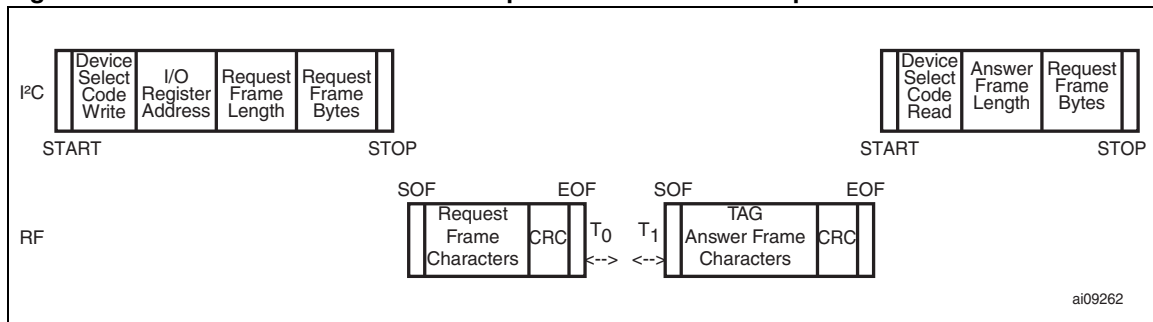 I²C
Device
Select
Code
Write
I/O
Register
Address
Request
Frame
Length
Request
Frame
Bytes
START
STOP
Device
Select
Code
Read
Answer
Frame
Length
Request
Frame
Bytes
START
STOP
RF
SOF
EOF
Request
Frame
Characters
CRC
T0
<-->
T1
<-->
SOF
EOF
TAG
Answer Frame
Characters
CRC
ai09262